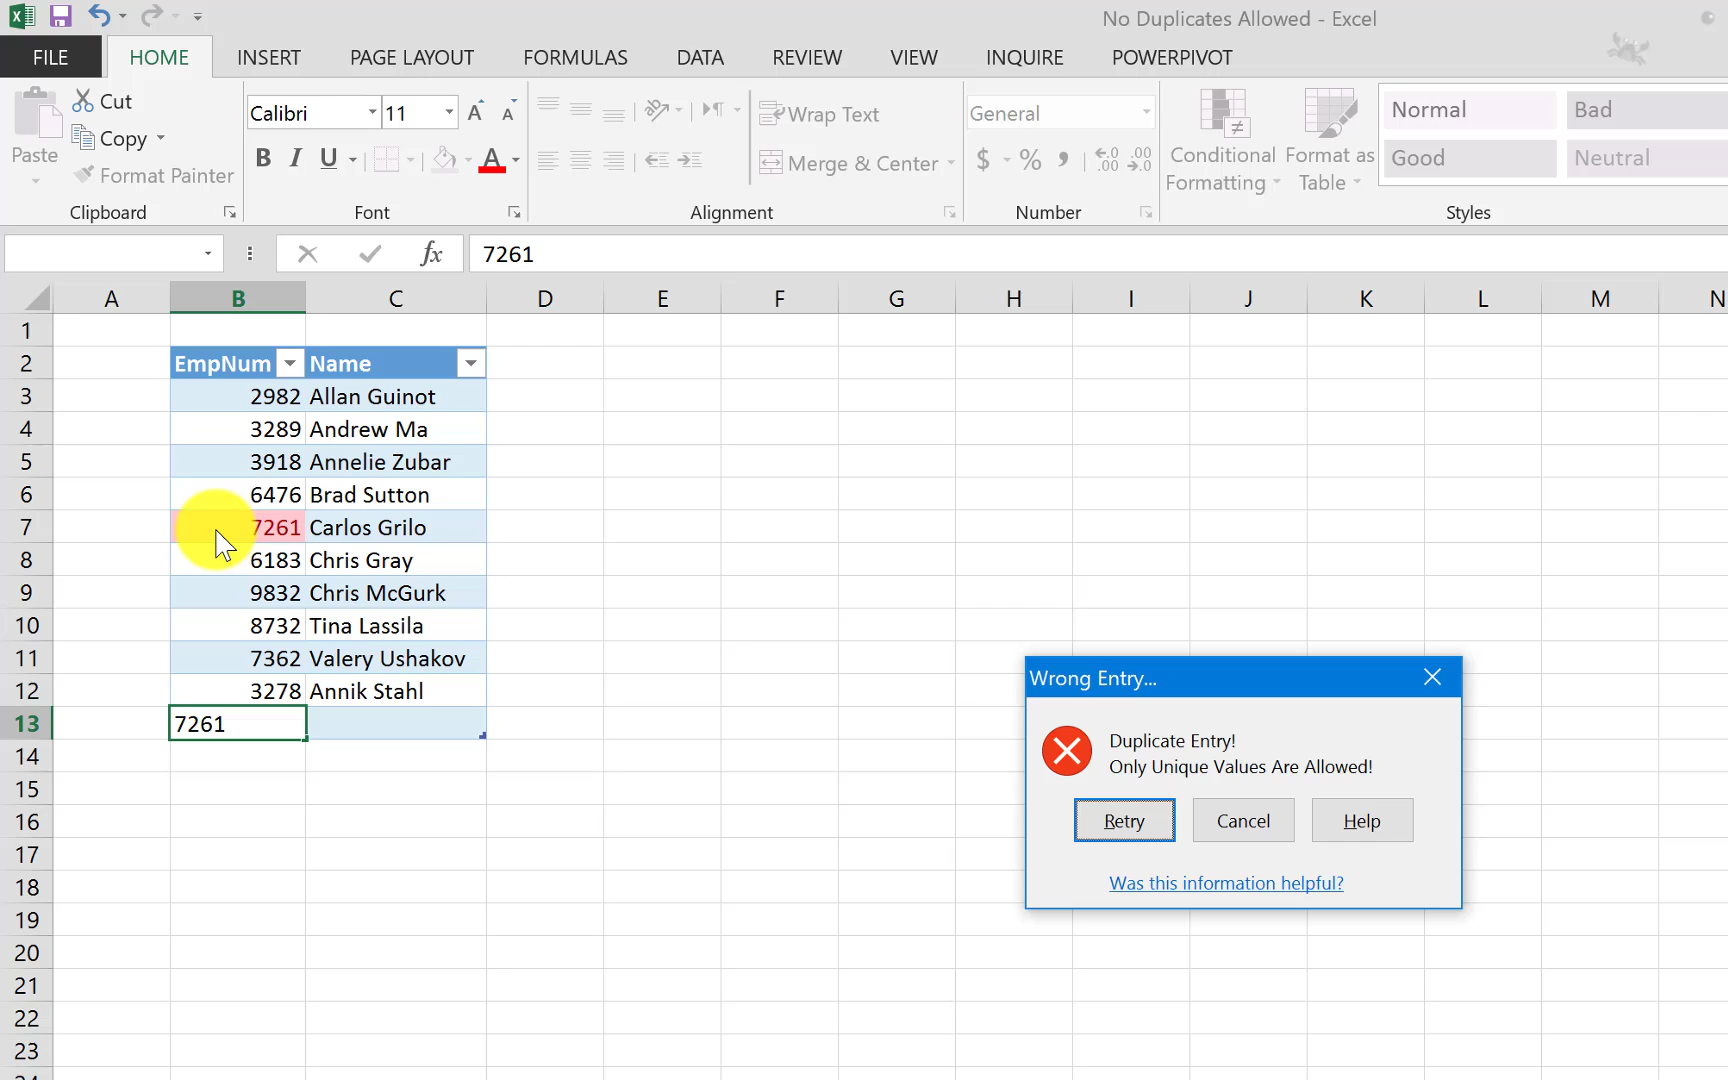 No Duplicates Allowed - Excel
FILE HOME INSERT PAGE LAYOUT FORMULAS DATA REVIEW VIEW INQUIRE POWERPIVOT
Paste
Cut
Copy
Format Painter
Clipboard
Calibri 11 A A
B I U A
Font
Wrap Text
Merge & Center
Alignment
General
$ % , .00 .00
Number
Conditional Formatting
Format as Table
Normal Bad
Good Neutral
Styles
fx 7261
A B C D E F G H I J K L M N
1
2 EmpNum Name
3 2982 Allan Guinot
4 3289 Andrew Ma
5 3918 Annelie Zubar
6 6476 Brad Sutton
7 7261 Carlos Grilo
8 6183 Chris Gray
9 9832 Chris McGurk
10 8732 Tina Lassila
11 7362 Valery Ushakov
12 3278 Annik Stahl
13 7261
14
15
16
17
18
19
20
21
22
23
Wrong Entry...
Duplicate Entry!
Only Unique Values Are Allowed!
Retry Cancel Help
Was this information helpful?